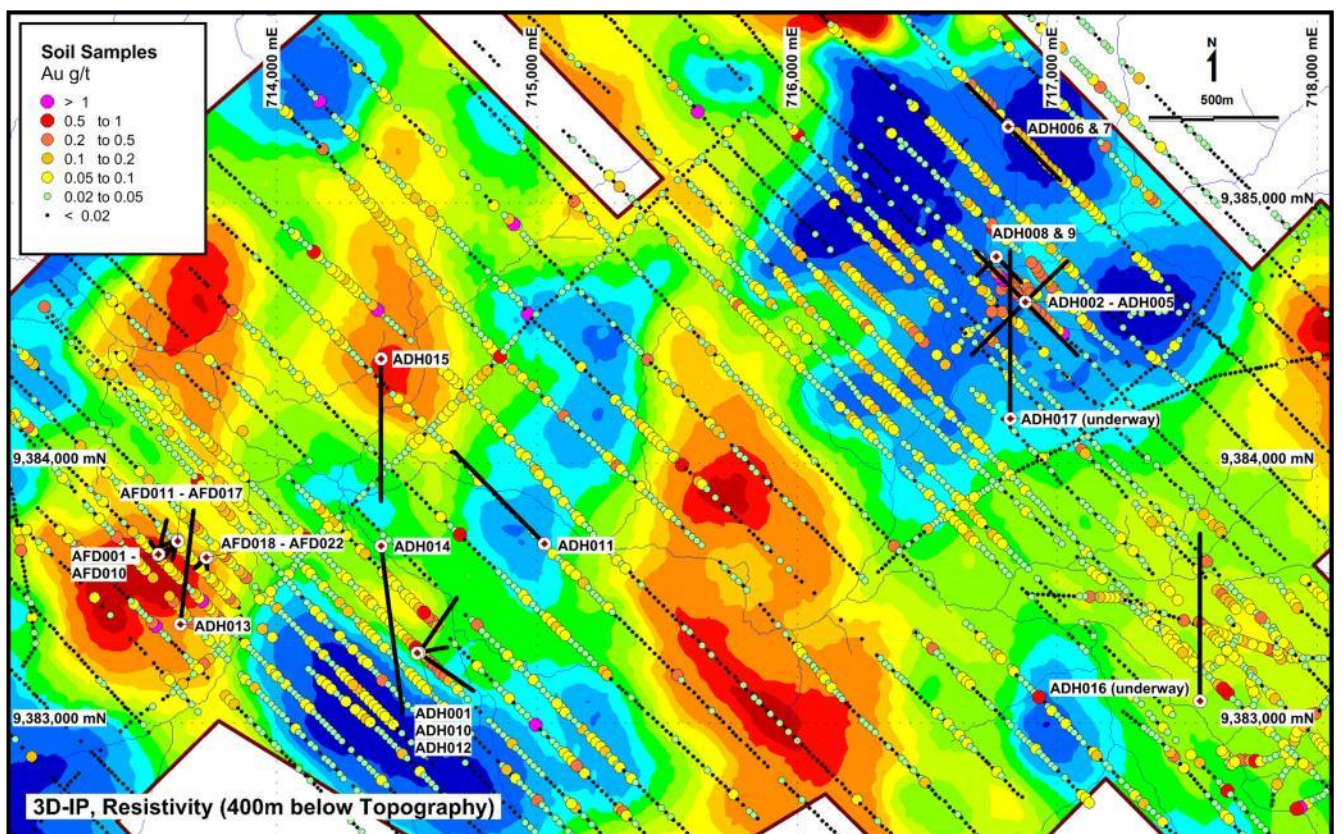 Soil Samples
Au g/t
> 1
0.5 to 1
0.2 to 0.5
0.1 to 0.2
0.05 to 0.1
0.02 to 0.05
< 0.02
714,000 mE
715,000 mE
716,000 mE
717,000 mE
718,000 mE
N
500m
ADH006 & 7
9,385,000 mN
ADH008 & 9
ADH002 - ADH005
ADH015
ADH017 (underway)
9,384,000 mN
9,384,000 mN
AFD011 - AFD017
AFD018 - AFD022
AFD001 -
AFD010
ADH014
ADH011
ADH013
ADH016 (underway)
9,383,000 mN
9,383,000 mN
ADH001
ADH010
ADH012
3D-IP, Resistivity (400m below Topography)